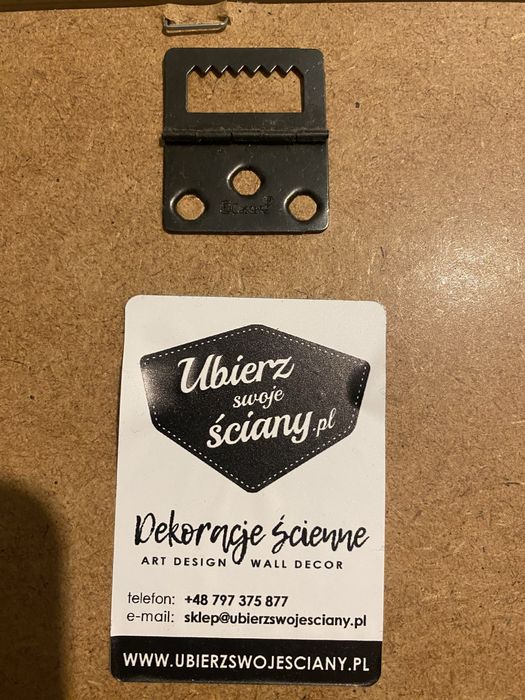 Ubierz
swoje
ściany.pl
Dekoracje Ścienne
ART DESIGN WALL DECOR
telefon: +48 797 375 877
e-mail: sklep@ubierzswojesciany.pl
WWW.UBIERZSWOJESCIANY.PL